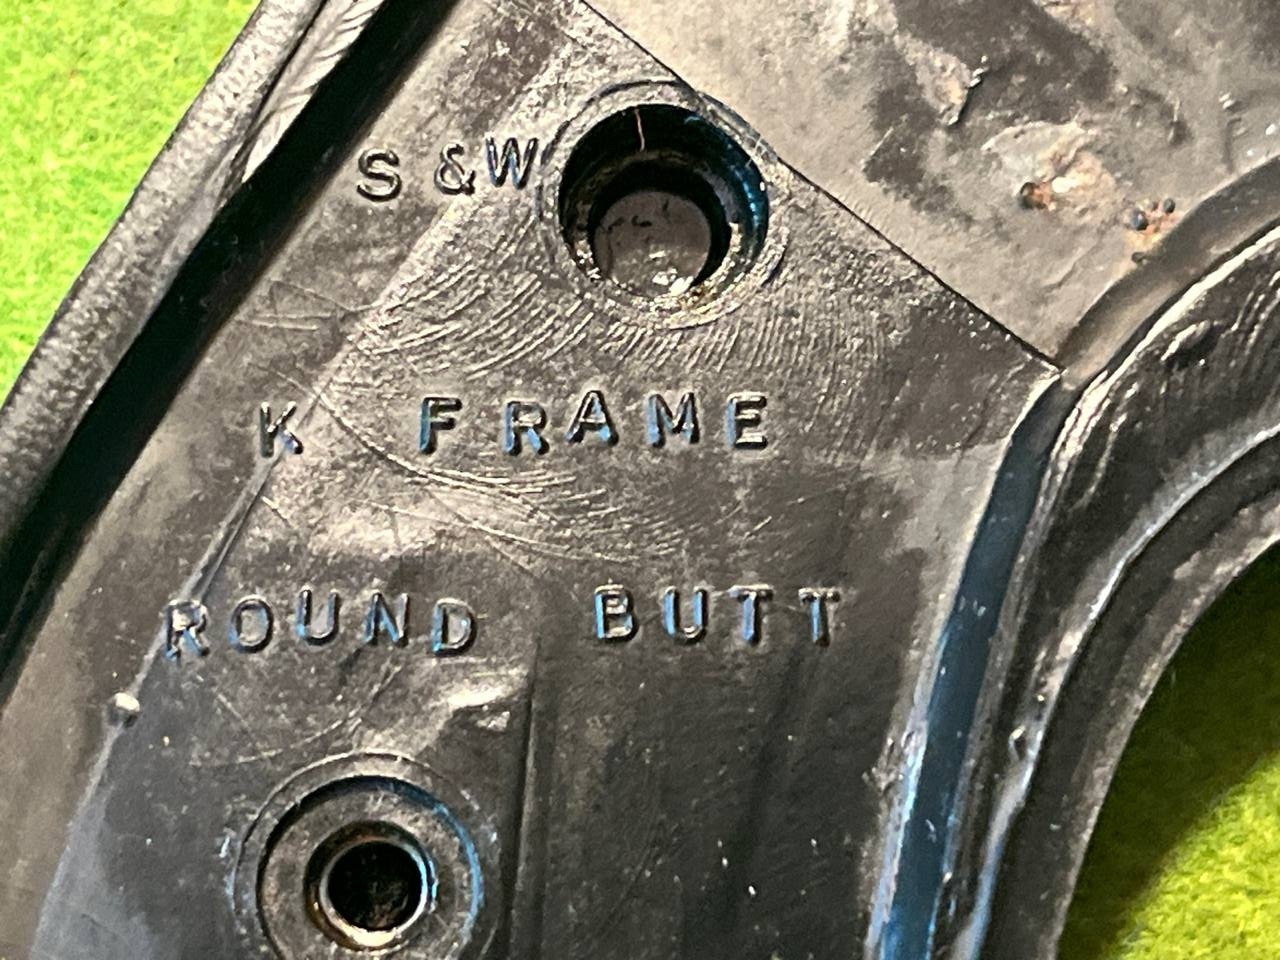 S &W
K FRAME
ROUND BUTT